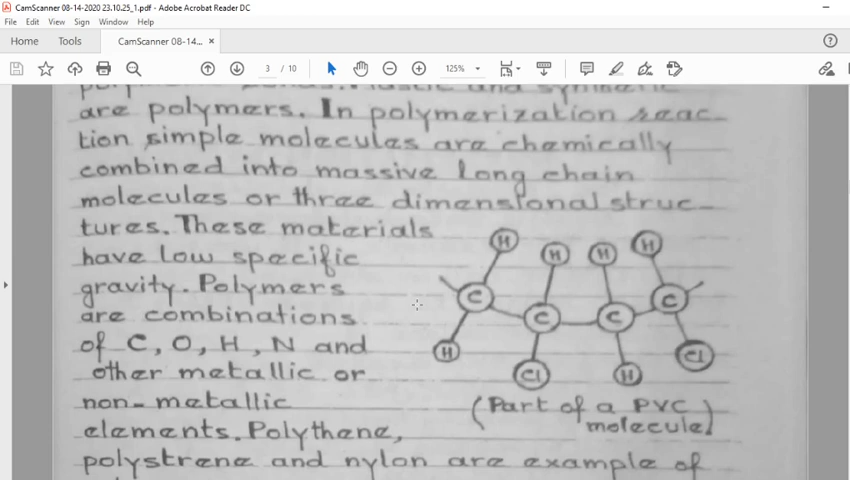 CamScanner 08-14-2020 23.10.25_1.pdf - Adobe Acrobat Reader DC
File Edit View Sign Window Help
Home Tools CamScanner 08-14... ×
3 / 10 125%
are polymers. In polymerization reac-
tion simple molecules are chemically
combined into massive long chain
molecules or three dimensional struc-
tures. These materials
have low specific
gravity. Polymers
are combinations
of C, O, H, N and
other metallic or
non-metallic
elements. Polythene,
H H H H
C C C C
H Cl H Cl
(Part of a PVC
molecule)
polystrene and nylon are example of